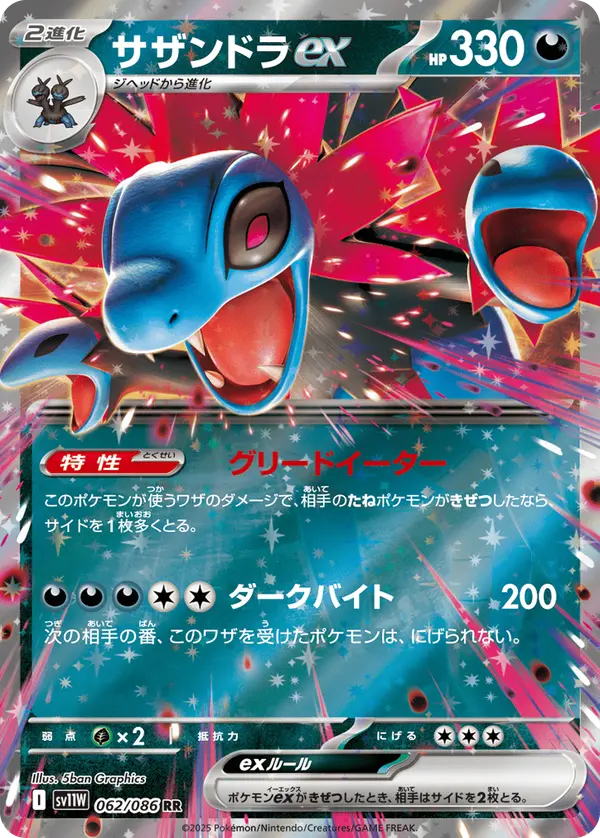 2進化
サザンドラex
HP330
ジヘッドから進化
特性
とくせい
グリードイーター
このポケモンが使うワザのダメージで、相手のたねポケモンがきぜつしたなら、
サイドを1枚多くとる。
ダークバイト 200
次の相手の番、このワザを受けたポケモンは、にげられない。
弱点 ×2 抵抗力 にげる
exルール
ポケモンexがきぜつしたとき、相手はサイドを2枚とる。
Illus. 5ban Graphics
I sv11W 062/086 RR
©2025 Pokémon/Nintendo/Creatures/GAME FREAK.